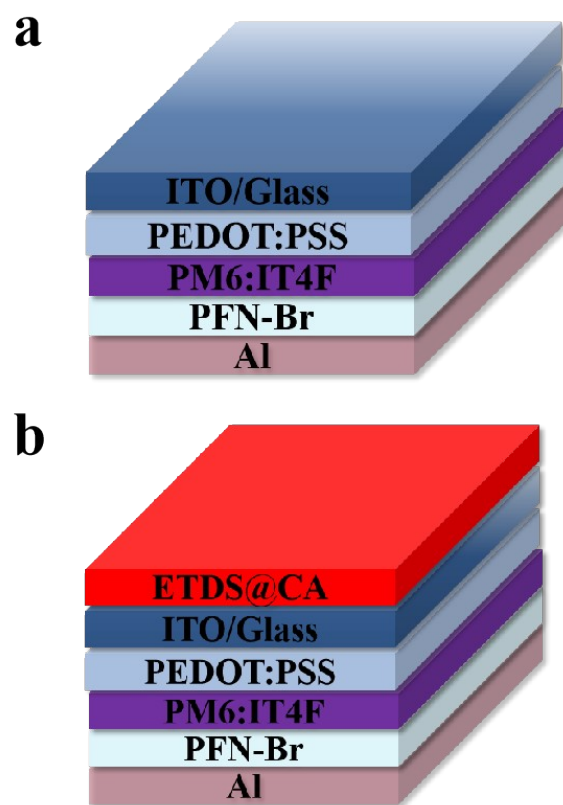 a
ITO/Glass
PEDOT:PSS
PM6:IT4F
PFN-Br
Al
b
ETDS@CA
ITO/Glass
PEDOT:PSS
PM6:IT4F
PFN-Br
Al